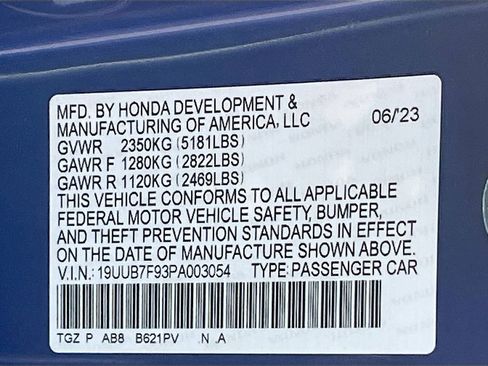 MFD. BY HONDA DEVELOPMENT &
MANUFACTURING OF AMERICA, LLC 06/'23
GVWR 2350KG (5181LBS)
GAWR F 1280KG (2822LBS)
GAWR R 1120KG (2469LBS)
THIS VEHICLE CONFORMS TO ALL APPLICABLE
FEDERAL MOTOR VEHICLE SAFETY, BUMPER,
AND THEFT PREVENTION STANDARDS IN EFFECT
ON THE DATE OF MANUFACTURE SHOWN ABOVE.
V.I.N.: 19UUB7F93PA003054 TYPE: PASSENGER CAR
TGZ P AB8 B621PV .N .A